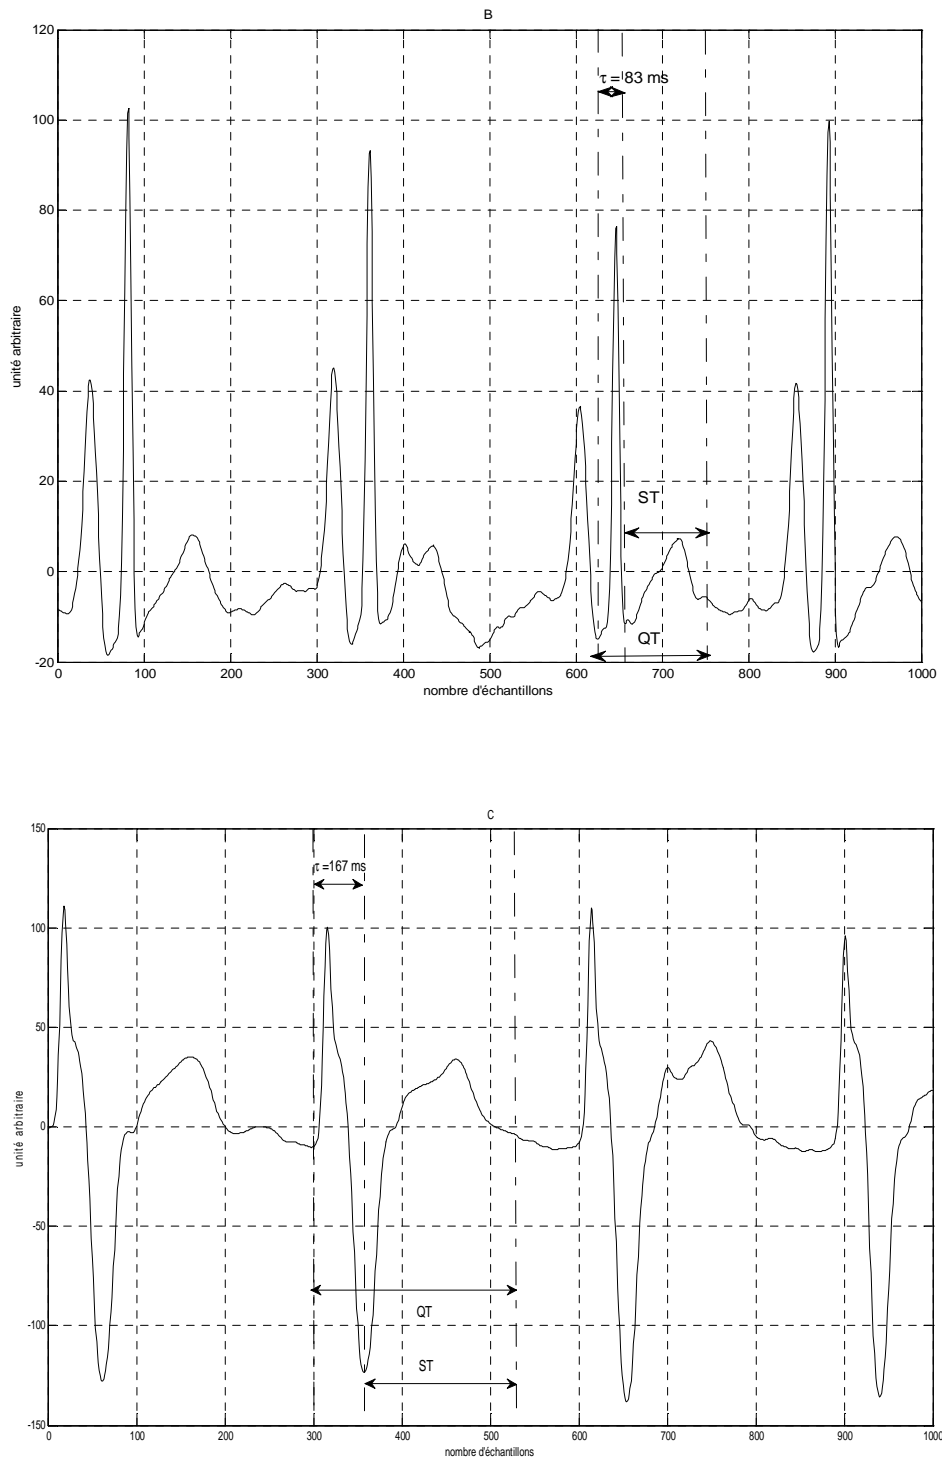 B
120
100
80
60
40
20
0
-20
unité arbitraire
τ = 83 ms
ST
QT
0 100 200 300 400 500 600 700 800 900 1000
nombre d'échantillons
C
150
100
50
0
-50
-100
-150
unité arbitraire
τ =167 ms
QT
ST
0 100 200 300 400 500 600 700 800 900 1000
nombre d'échantillons